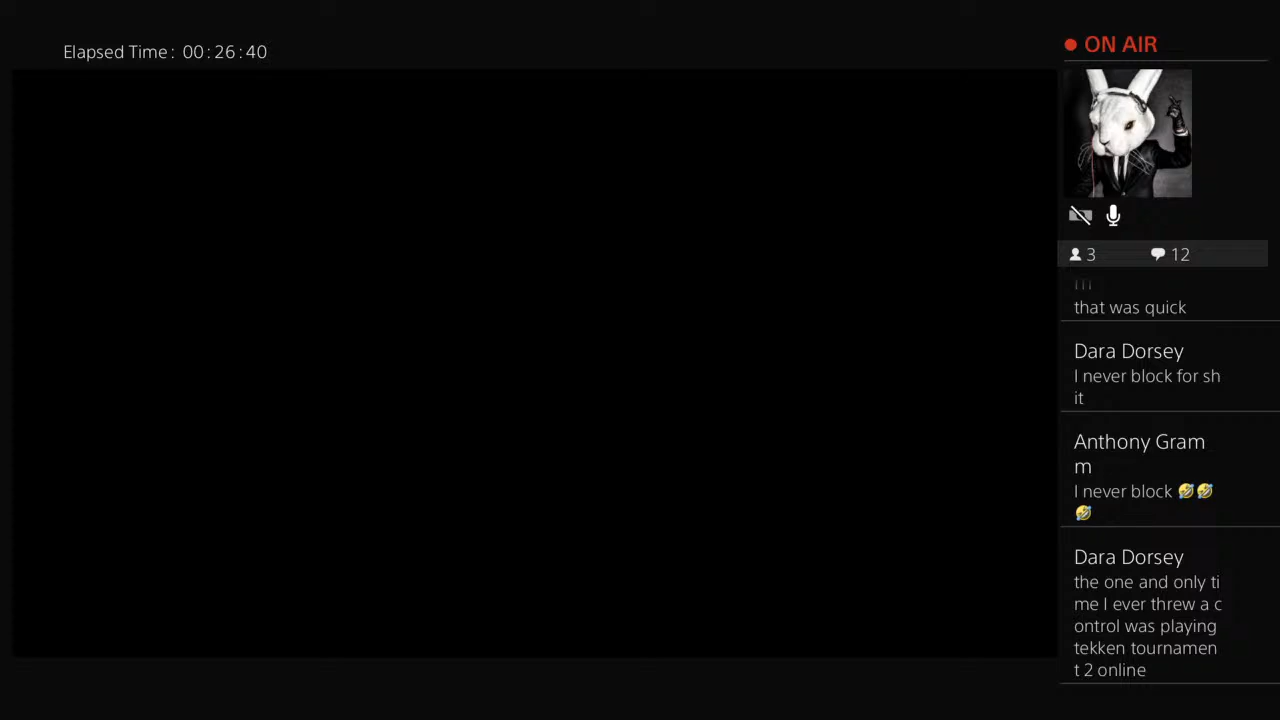 Elapsed Time: 00:26:40
ON AIR
3 12
that was quick
Dara Dorsey
I never block for sh
it
Anthony Gram
m
I never block 🤣🤣
🤣
Dara Dorsey
the one and only ti
me I ever threw a c
ontrol was playing
tekken tournamen
t 2 online